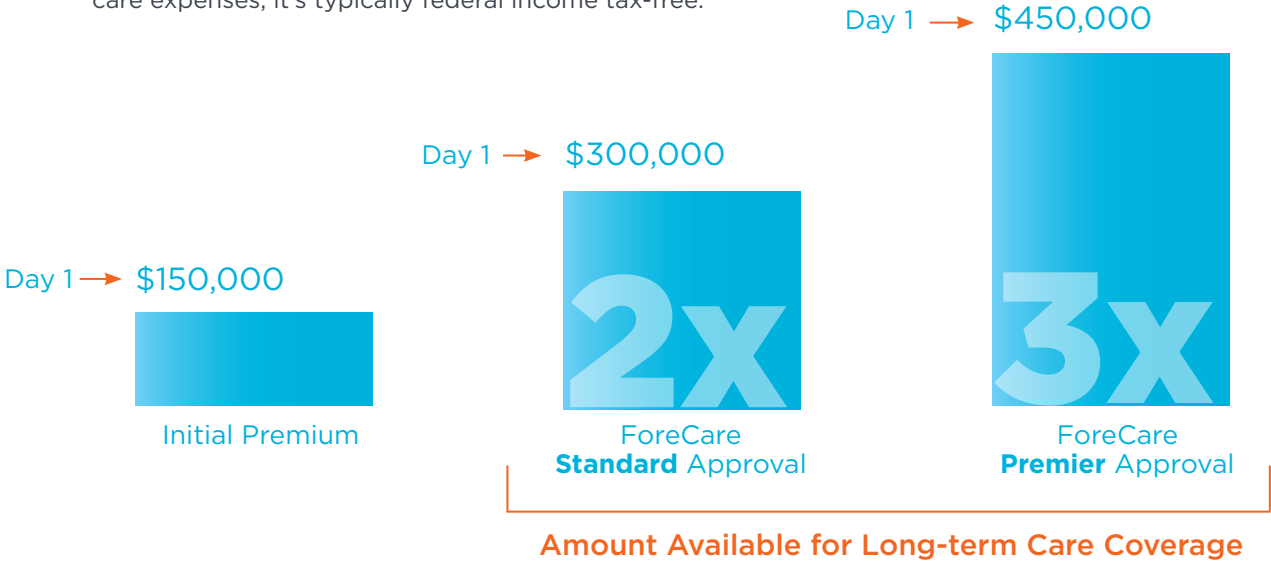 care expenses, it's typically federal income tax-free.
Day 1 $450,000
Day 1 $300,000
Day 1 $150,000
2x
3x
Initial Premium
ForeCare
Standard Approval
ForeCare
Premier Approval
Amount Available for Long-term Care Coverage